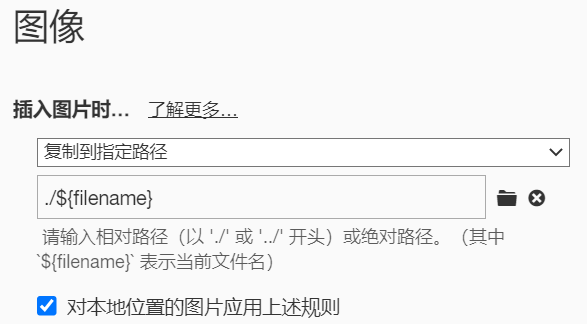 图像
插入图片时… 了解更多…
复制到指定路径
./${filename}
请输入相对路径（以 './' 或 '../' 开头）或绝对路径。（其中
`${filename}` 表示当前文件名）
对本地位置的图片应用上述规则